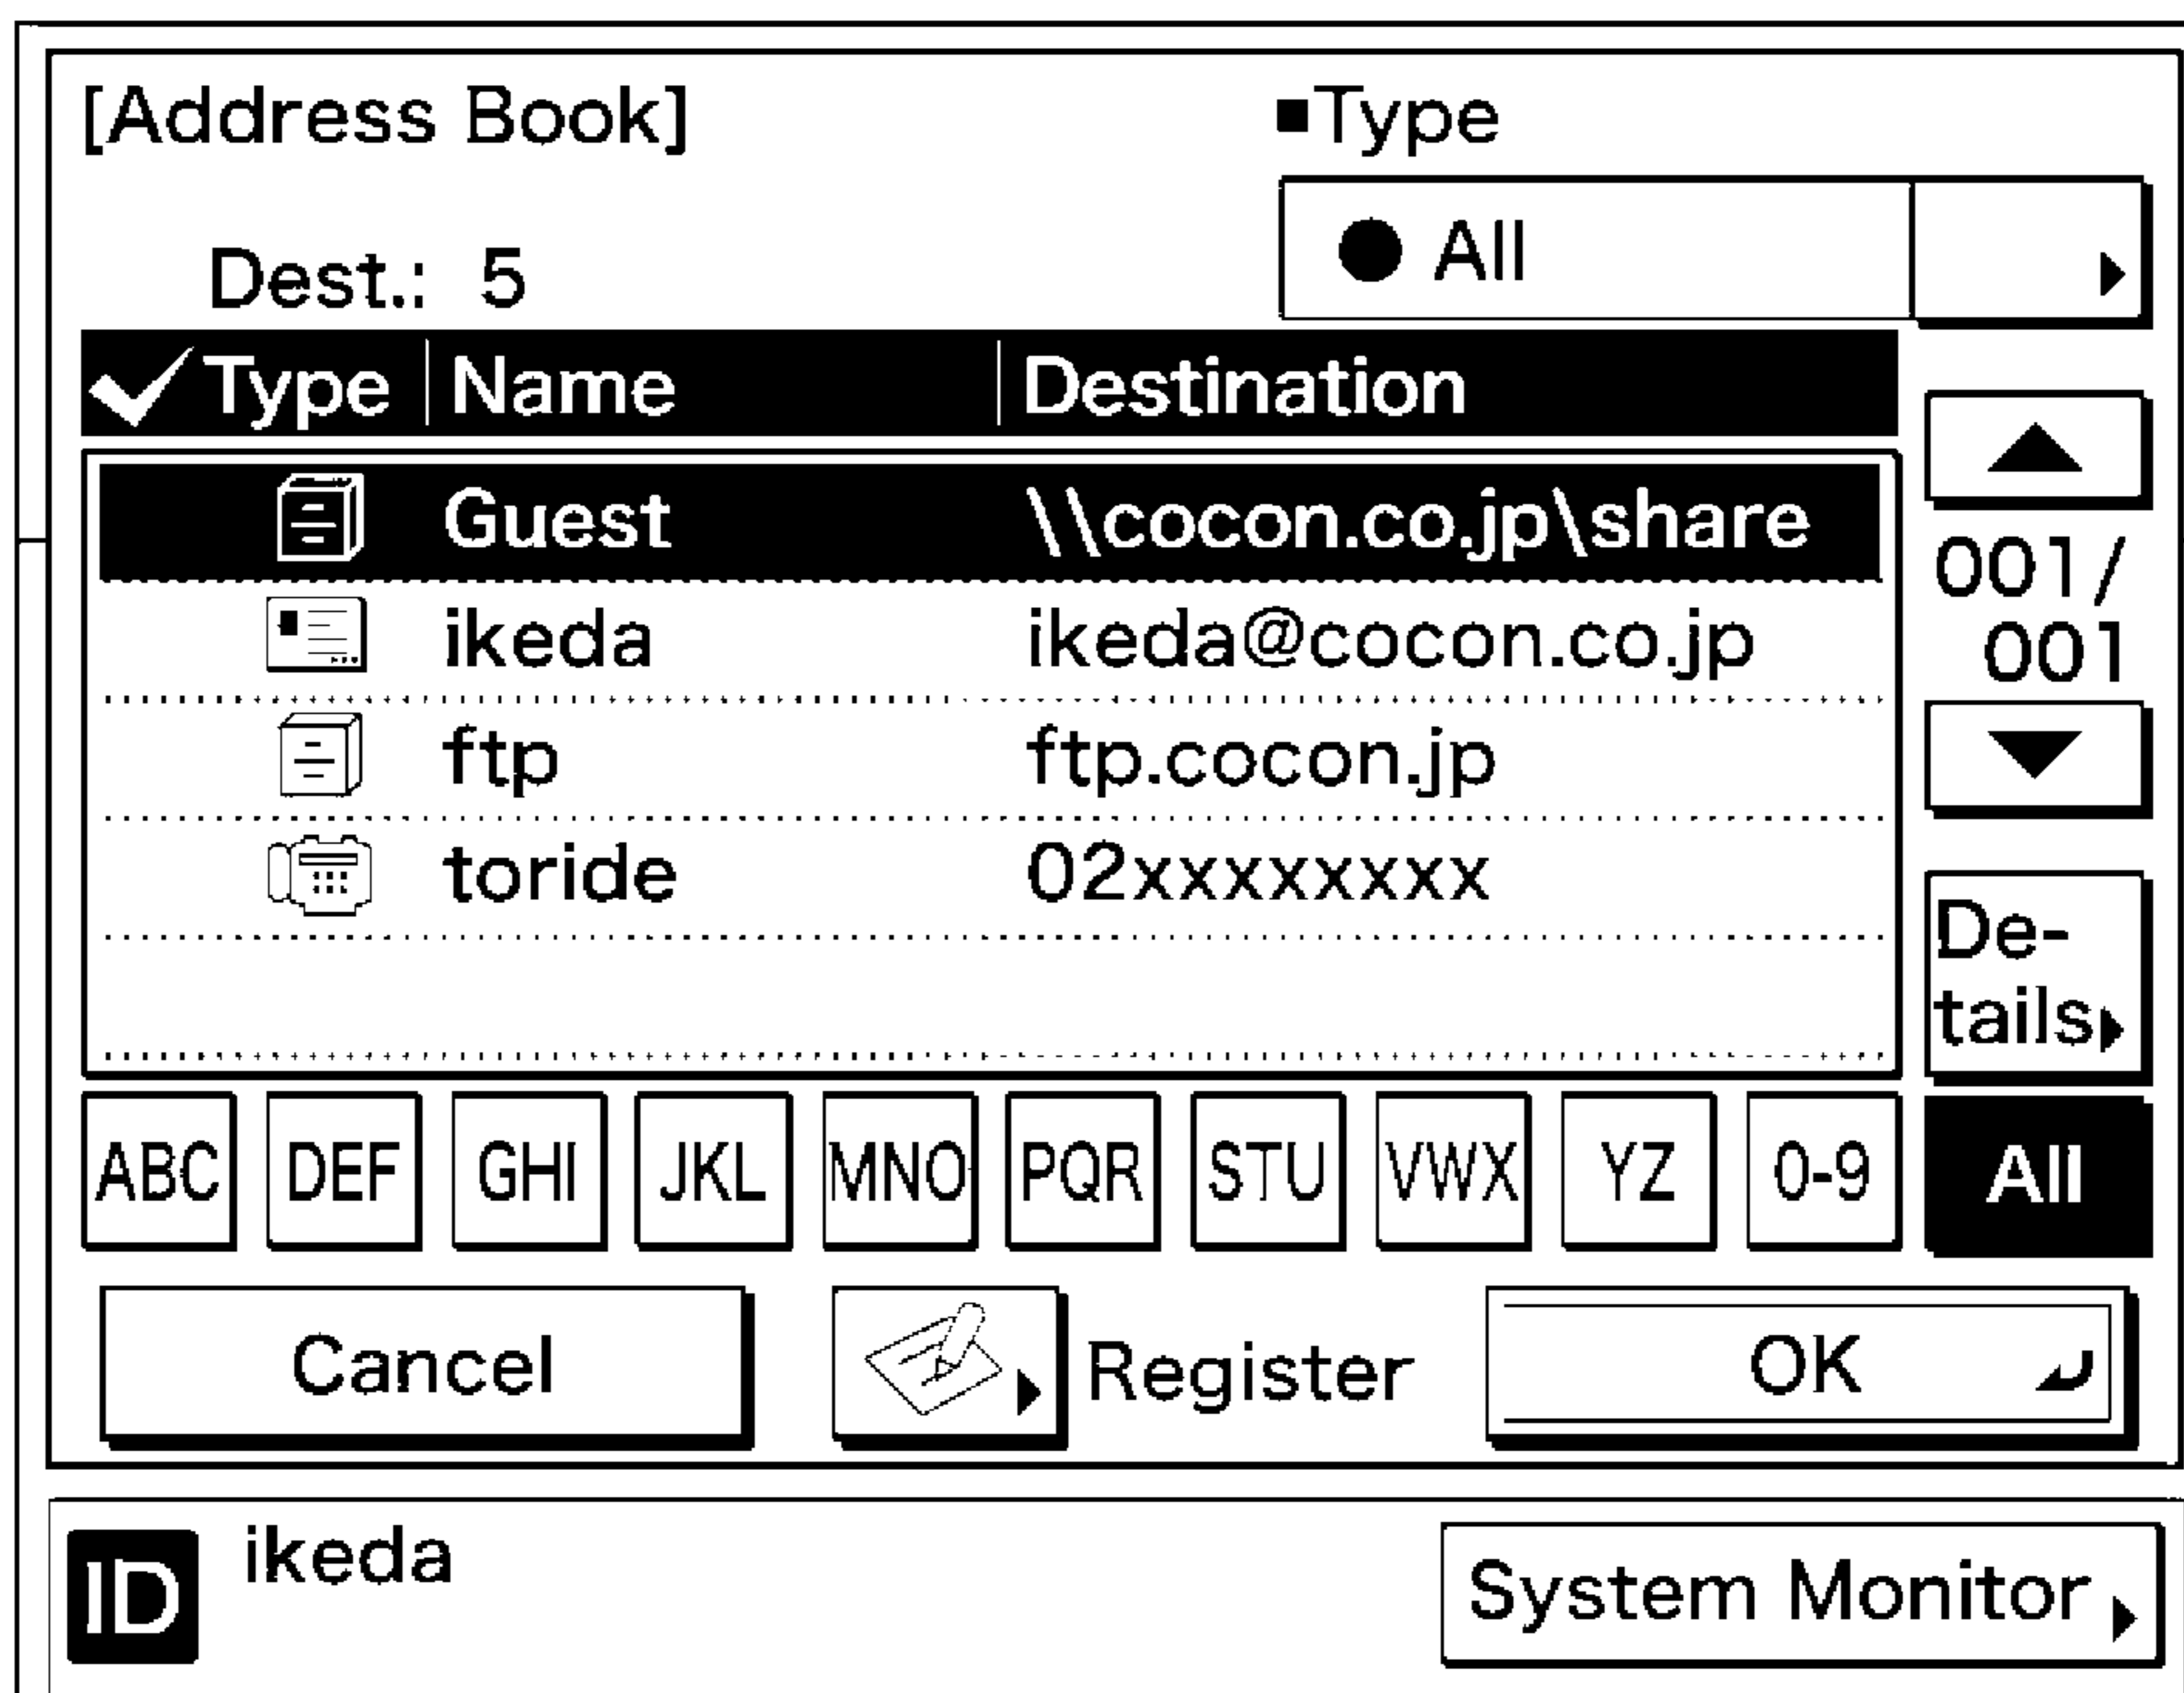 [Address Book]
■Type
● All
Dest.: 5
Type Name Destination
Guest \\cocon.co.jp\share
ikeda ikeda@cocon.co.jp
ftp ftp.cocon.jp
toride 02xxxxxxxx
001/
001
De-
tails
ABC DEF GHI JKL MNO PQR STU VWX YZ 0-9 All
Cancel Register OK
ID ikeda
System Monitor